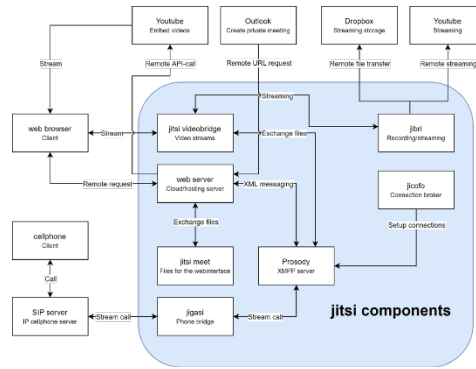 Youtube
Embed videos
Outlook
Create private meeting
Dropbox
Streaming storage
Youtube
Streaming
Stream
Remote API-call
Remote URL request
Remote file transfer
Remote streaming
Streaming
web browser
Client
Stream
jitsi videobridge
Video streams
Exchange files
jibri
Recording/streaming
web server
Cloud/hosting server
Remote request
XML messaging
jicofo
Connection broker
Exchange files
Setup connections
cellphone
Client
jitsi meet
Files for the webinterface
Prosody
XMPP server
Call
SIP server
IP cellphone server
Stream call
jigasi
Phone bridge
Stream call
jitsi components